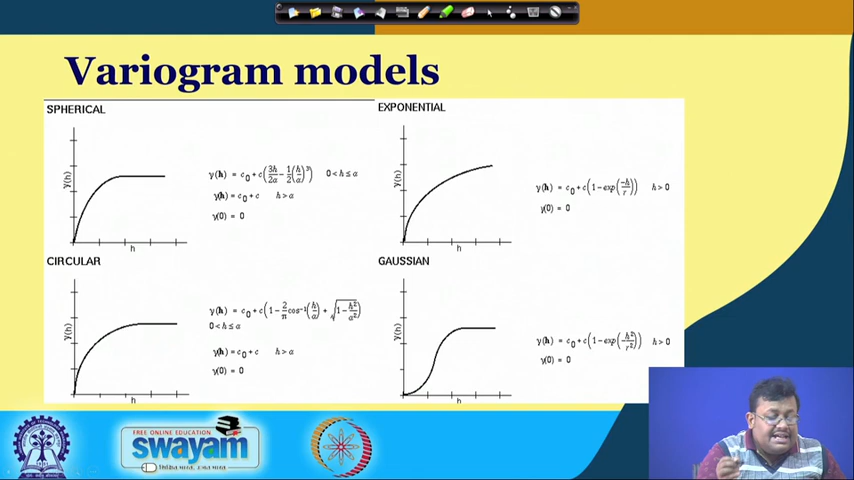 Variogram models
SPHERICAL
γ(h)
h
γ(h) = c₀ + c(3h/2a − 1/2(h/a)³) 0 < h ≤ a
γ(h) = c₀ + c h > a
γ(0) = 0
EXPONENTIAL
γ(h)
h
γ(h) = c₀ + c(1 − exp(−h/r)) h > 0
γ(0) = 0
CIRCULAR
γ(h)
h
γ(h) = c₀ + c(1 − 2/π cos⁻¹(h/a) + √(1 − h²/a²))
0 < h ≤ a
γ(h) = c₀ + c h > a
γ(0) = 0
GAUSSIAN
γ(h)
h
γ(h) = c₀ + c(1 − exp(−h²/r²)) h > 0
γ(0) = 0
FREE ONLINE EDUCATION
swayam